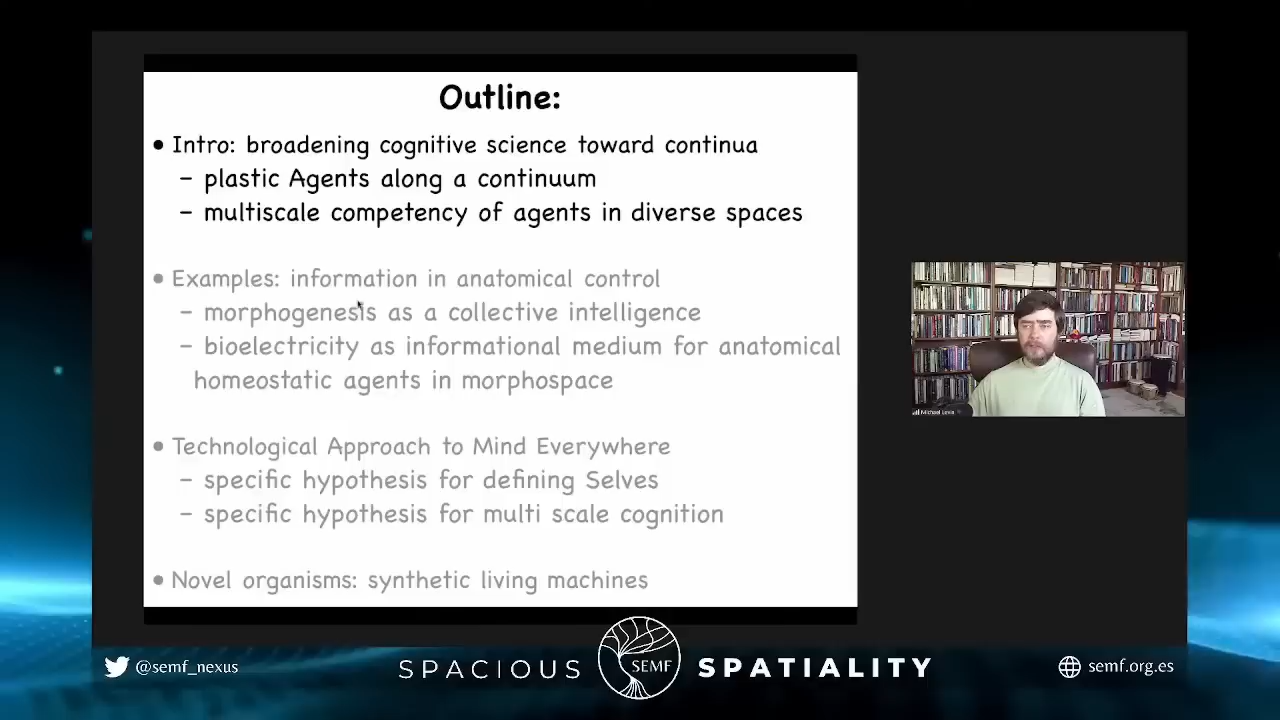 Outline:
• Intro: broadening cognitive science toward continua
– plastic Agents along a continuum
– multiscale competency of agents in diverse spaces
• Examples: information in anatomical control
– morphogenesis as a collective intelligence
– bioelectricity as informational medium for anatomical
homeostatic agents in morphospace
• Technological Approach to Mind Everywhere
– specific hypothesis for defining Selves
– specific hypothesis for multi scale cognition
• Novel organisms: synthetic living machines
Michael Levin
@semf_nexus
SPACIOUS
SEMF
SPATIALITY
semf.org.es